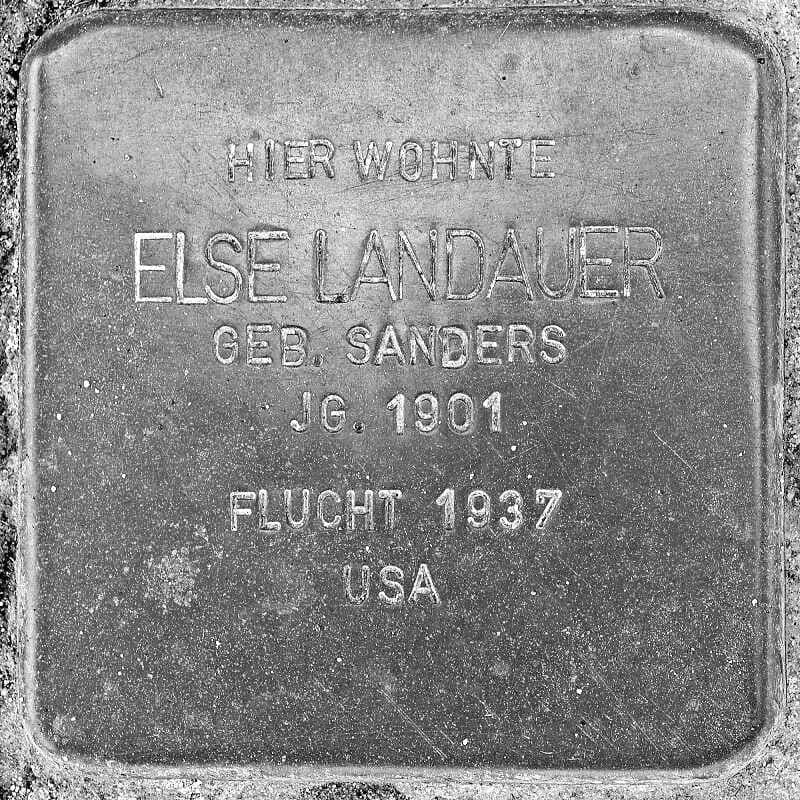 HIER WOHNTE
ELSE LANDAUER
GEB. SANDERS
JG. 1901
FLUCHT 1937
USA